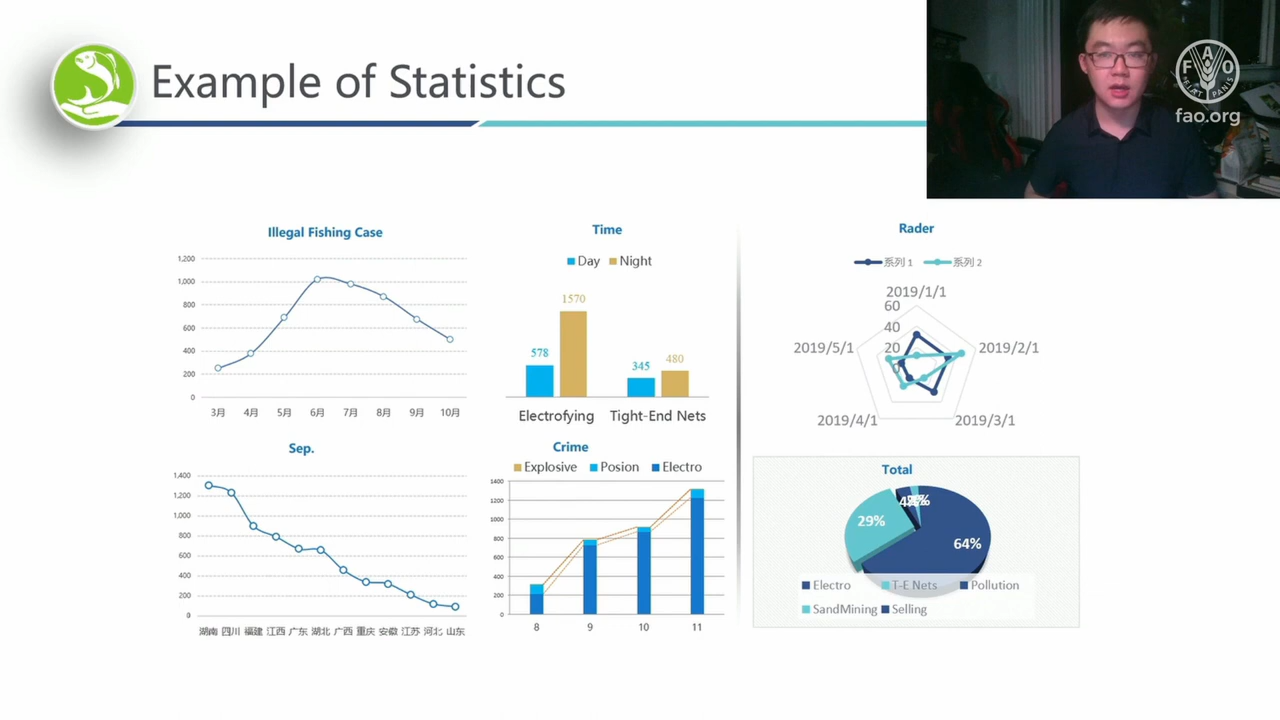 Example of Statistics
FAO
FIAT PANIS
fao.org
Illegal Fishing Case
1,200
1,000
800
600
400
200
0
3月 4月 5月 6月 7月 8月 9月 10月
Time
Day Night
578 1570 345 480
Electrofying Tight-End Nets
Rader
系列 1 系列 2
2019/1/1
60
40
20
0
2019/5/1 2019/2/1
2019/4/1 2019/3/1
Sep.
1,400
1,200
1,000
800
600
400
200
0
湖南 四川 福建 江西 广东 湖北 广西 重庆 安徽 江苏 河北 山东
Crime
Explosive Posion Electro
1400
1200
1000
800
600
400
200
0
8 9 10 11
Total
29%
64%
Electro T-E Nets Pollution
SandMining Selling